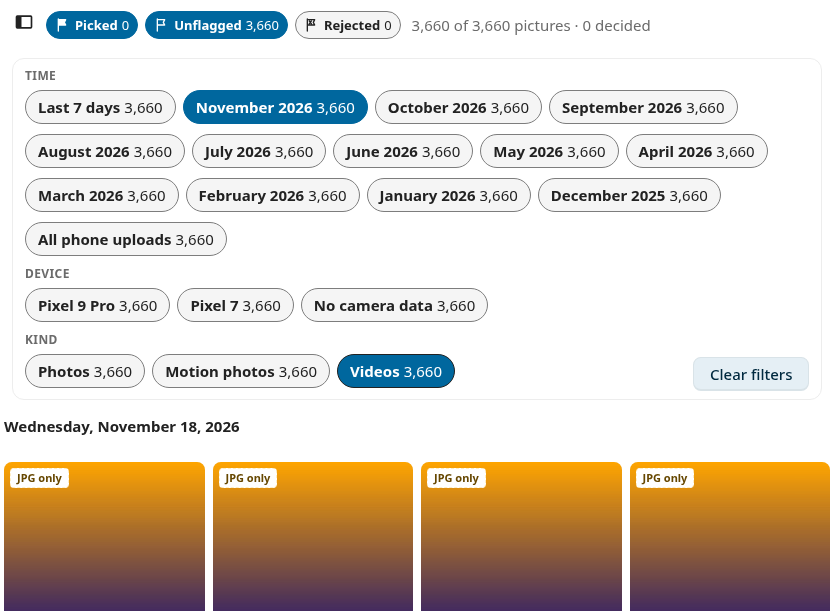 Picked 0 Unflagged 3,660 Rejected 0 3,660 of 3,660 pictures · 0 decided
TIME
Last 7 days 3,660 November 2026 3,660 October 2026 3,660 September 2026 3,660
August 2026 3,660 July 2026 3,660 June 2026 3,660 May 2026 3,660 April 2026 3,660
March 2026 3,660 February 2026 3,660 January 2026 3,660 December 2025 3,660
All phone uploads 3,660
DEVICE
Pixel 9 Pro 3,660 Pixel 7 3,660 No camera data 3,660
KIND
Photos 3,660 Motion photos 3,660 Videos 3,660 Clear filters
Wednesday, November 18, 2026
JPG only JPG only JPG only JPG only